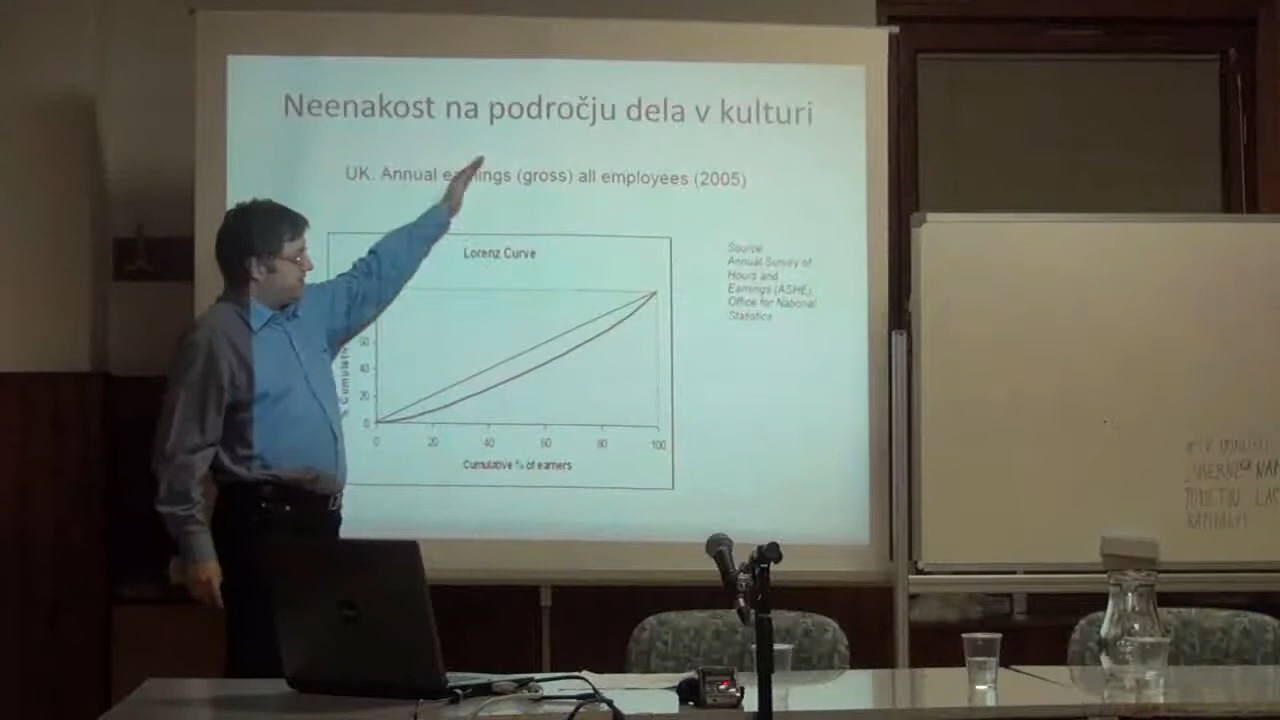 Neenakost na področju dela v kulturi
UK. Annual earnings (gross) all employees (2005)
Lorenz Curve
Source
Annual Survey of
Hours and
Earnings (ASHE),
Office for National
Statistics
60
40
20
0
0 20 40 60 80 100
Cumulative % of earners
% Cumulativ